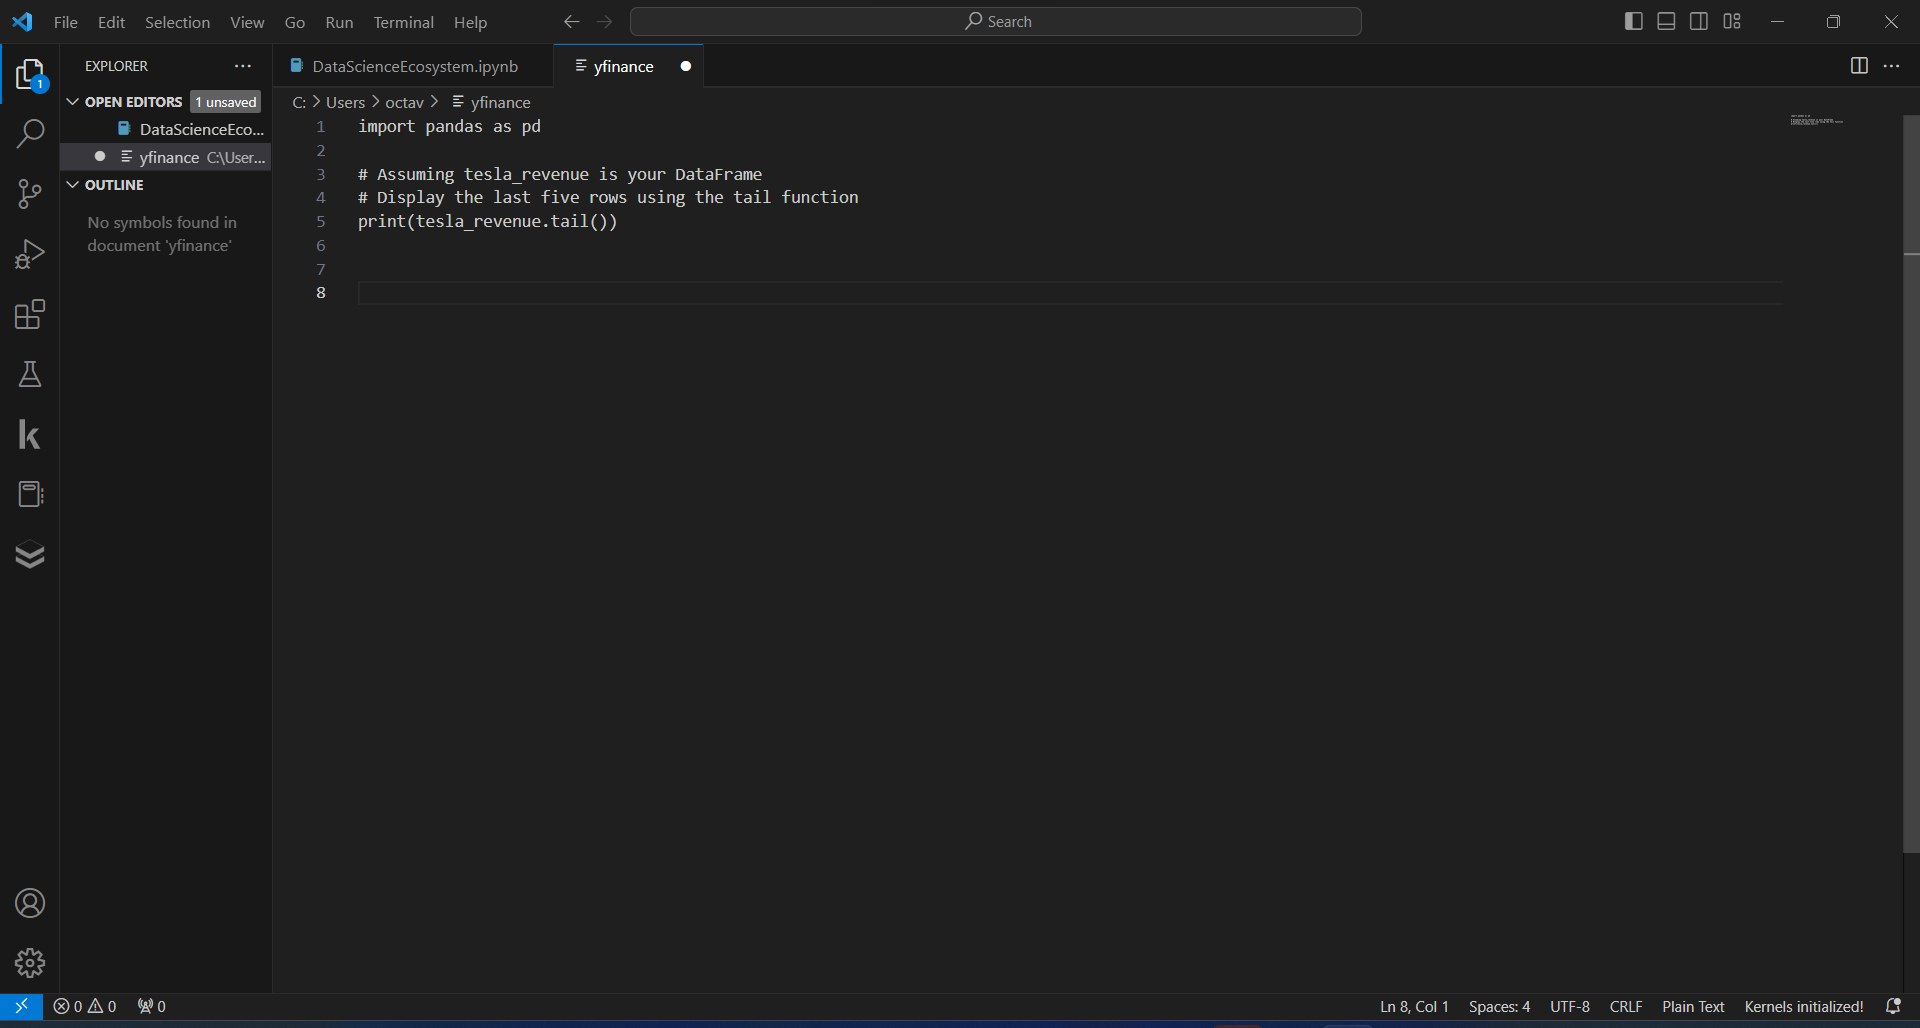 File Edit Selection View Go Run Terminal Help
Search
EXPLORER
OPEN EDITORS 1 unsaved
DataScienceEco...
yfinance C:\User...
OUTLINE
No symbols found in
document 'yfinance'
1
DataScienceEcosystem.ipynb
yfinance
C: > Users > octav > yfinance
1 import pandas as pd
2
3 # Assuming tesla_revenue is your DataFrame
4 # Display the last five rows using the tail function
5 print(tesla_revenue.tail())
6
7
8
0 0 0
Ln 8, Col 1 Spaces: 4 UTF-8 CRLF Plain Text Kernels initialized!